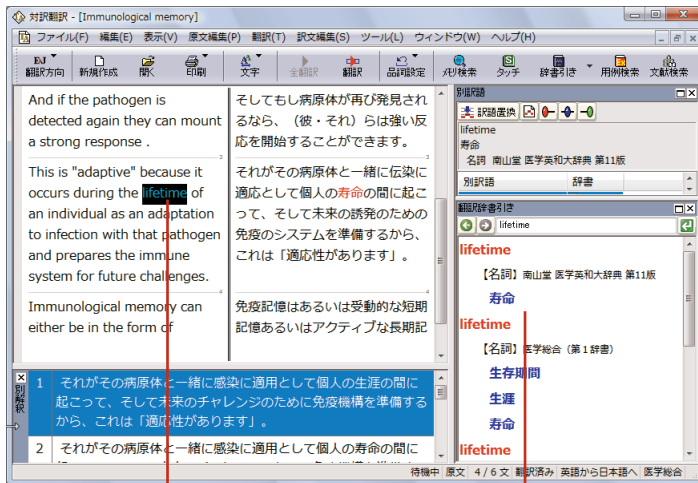 対訳翻訳 - [Immunological memory]
ファイル(F) 編集(E) 表示(V) 原文編集(P) 翻訳(T) 訳文編集(S) ツール(L) ウィンドウ(W) ヘルプ(H)
EJ
翻訳方向 新規作成 開く 印刷 文字 全翻訳 翻訳 品詞設定 メモリ検索 タッチ 辞書引き 用例検索 文献検索
And if the pathogen is
detected again they can mount
a strong response .
そしてもし病原体が再び発見され
るなら、（彼・それ）らは強い反
応を開始することができます。
3
3
This is "adaptive" because it
occurs during the lifetime of
an individual as an adaptation
to infection with that pathogen
and prepares the immune
system for future challenges.
それがその病原体と一緒に伝染に
適応として個人の寿命の間に起こ
って、そして未来の誘発のための
免疫のシステムを準備するから、
これは「適応性があります」。
4
4
Immunological memory can
either be in the form of
免疫記憶はあるいは受動的な短期
記憶あるいはアクティブな長期記
別訳語
訳語置換
lifetime
寿命
名詞 南山堂 医学英和大辞典 第11版
別訳語 辞書
翻訳辞書引き
lifetime
lifetime
【名詞】南山堂 医学英和大辞典 第11版
寿命
lifetime
【名詞】医学総合（第１辞書）
生存期間
生涯
寿命
lifetime
別解釈
1 それがその病原体と一緒に感染に適用として個人の生涯の間に
起こって、そして未来のチャレンジのために免疫機構を準備する
から、これは「適応性があります」。
2 それがその病原体と一緒に感染に適用として個人の寿命の間に
待機中 原文 4 / 6 文 翻訳済み 英語から日本語へ 医学総合